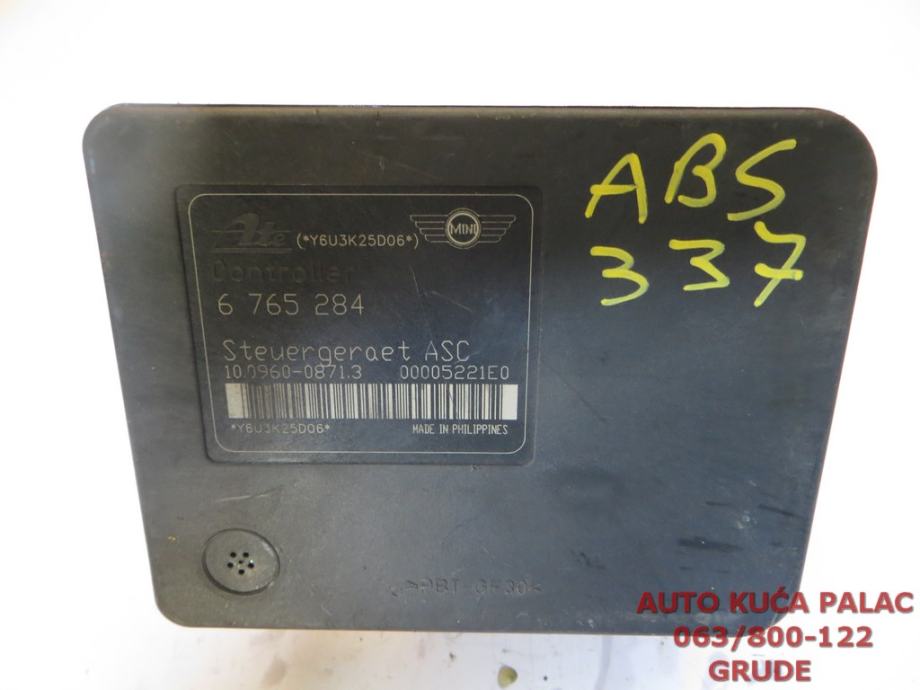 ABS
337
Ate (*Y6U3K25D06*) MINI
Controller
6 765 284
Steuergeraet ASC
10.0960-0871.3 00005221E0
*Y6U3K25D06* MADE IN PHILIPPINES
>PBT-GF30<
AUTO KUĆA PALAC
063/800-122
GRUDE